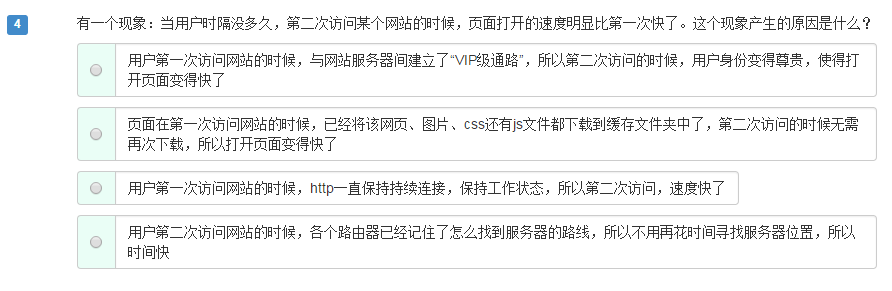 4
有一个现象：当用户时隔没多久，第二次访问某个网站的时候，页面打开的速度明显比第一次快了。这个现象产生的原因是什么？
用户第一次访问网站的时候，与网站服务器间建立了“VIP级通路”，所以第二次访问的时候，用户身份变得尊贵，使得打
开页面变得快了
页面在第一次访问网站的时候，已经将该网页、图片、css还有js文件都下载到缓存文件夹中了，第二次访问的时候无需
再次下载，所以打开页面变得快了
用户第一次访问网站的时候，http一直保持持续连接，保持工作状态，所以第二次访问，速度快了
用户第二次访问网站的时候，各个路由器已经记住了怎么找到服务器的路线，所以不用再花时间寻找服务器位置，所以
时间快